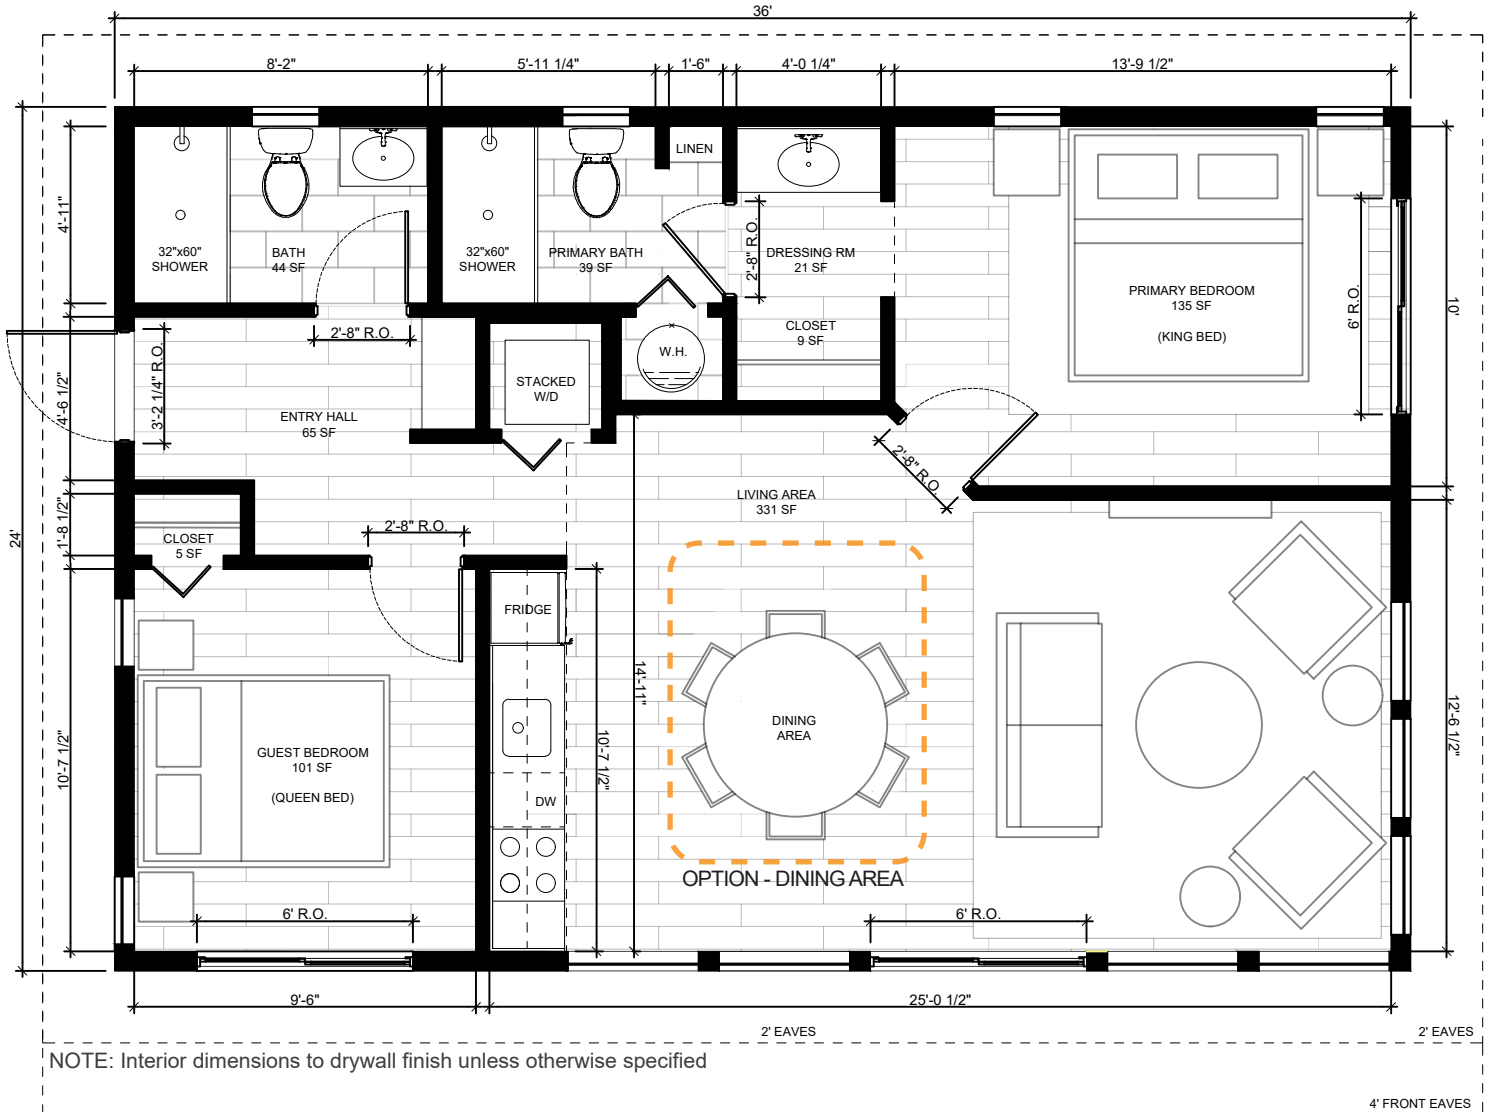 36'
8'-2"
5'-11 1/4"
1'-6"
4'-0 1/4"
13'-9 1/2"
LINEN
4'-11"
32"x60"
SHOWER
BATH
44 SF
32"x60"
SHOWER
PRIMARY BATH
39 SF
2'-8" R.O.
DRESSING RM
21 SF
PRIMARY BEDROOM
135 SF
(KING BED)
6' R.O.
10'
2'-8" R.O.
3'-2 1/4" R.O.
4'-6 1/2"
W.H.
CLOSET
9 SF
STACKED
W/D
ENTRY HALL
65 SF
2'-8" R.O.
LIVING AREA
331 SF
24'
1'-8 1/2"
CLOSET
5 SF
2'-8" R.O.
FRIDGE
14'-11"
10'-7 1/2"
10'-7 1/2"
12'-6 1/2"
DINING
AREA
GUEST BEDROOM
101 SF
(QUEEN BED)
DW
OPTION - DINING AREA
6' R.O.
6' R.O.
9'-6"
25'-0 1/2"
2' EAVES
2' EAVES
NOTE: Interior dimensions to drywall finish unless otherwise specified
4' FRONT EAVES